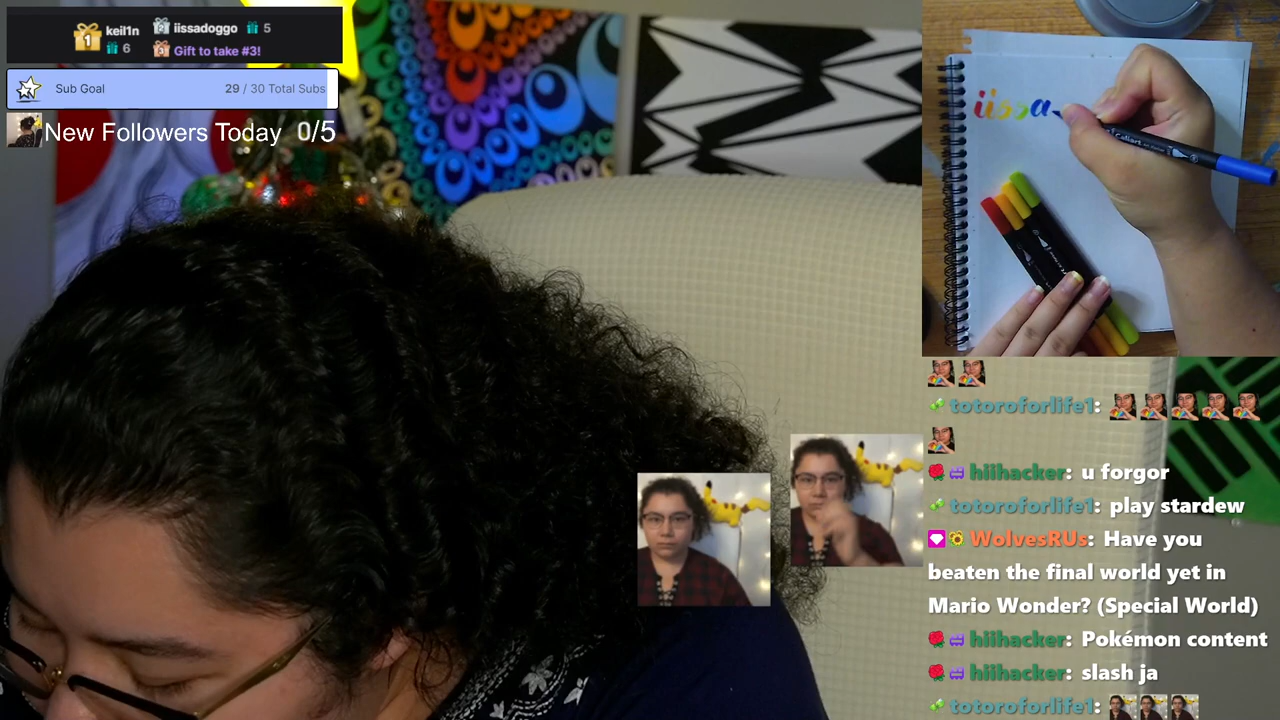 keil1n
6
iissadoggo 5
Gift to take #3!
Sub Goal
29 / 30 Total Subs
New Followers Today 0/5
iissa
totoroforlife1:
hiihacker: u forgor
totoroforlife1: play stardew
WolvesRUs: Have you
beaten the final world yet in
Mario Wonder? (Special World)
hiihacker: Pokémon content
hiihacker: slash ja
totoroforlife1: